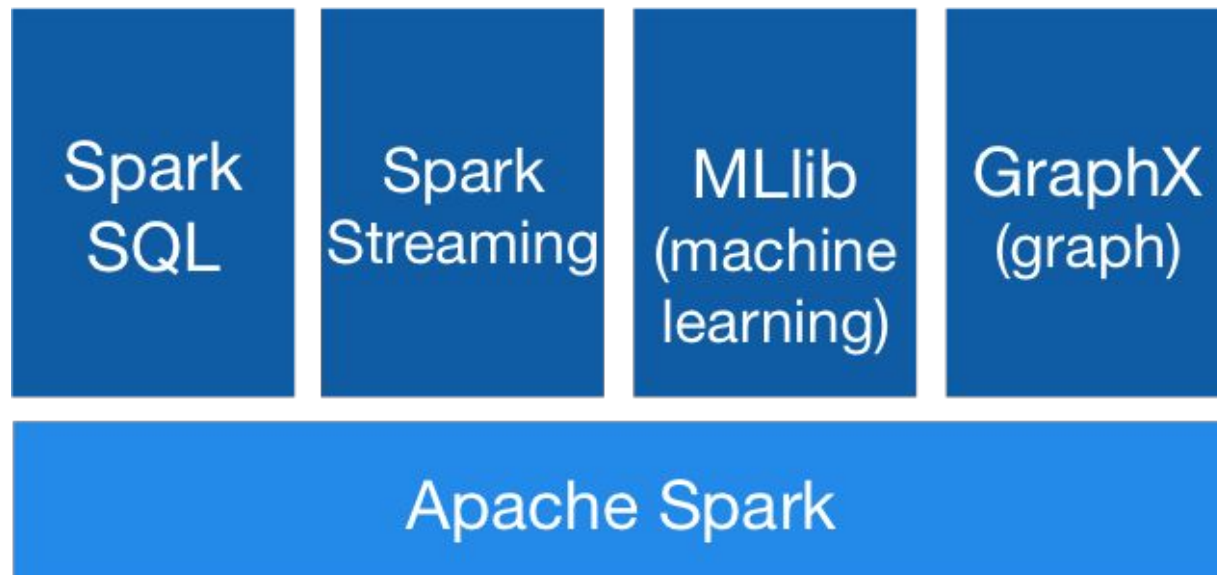 Spark
SQL
Spark
Streaming
MLlib
(machine
learning)
GraphX
(graph)
Apache Spark